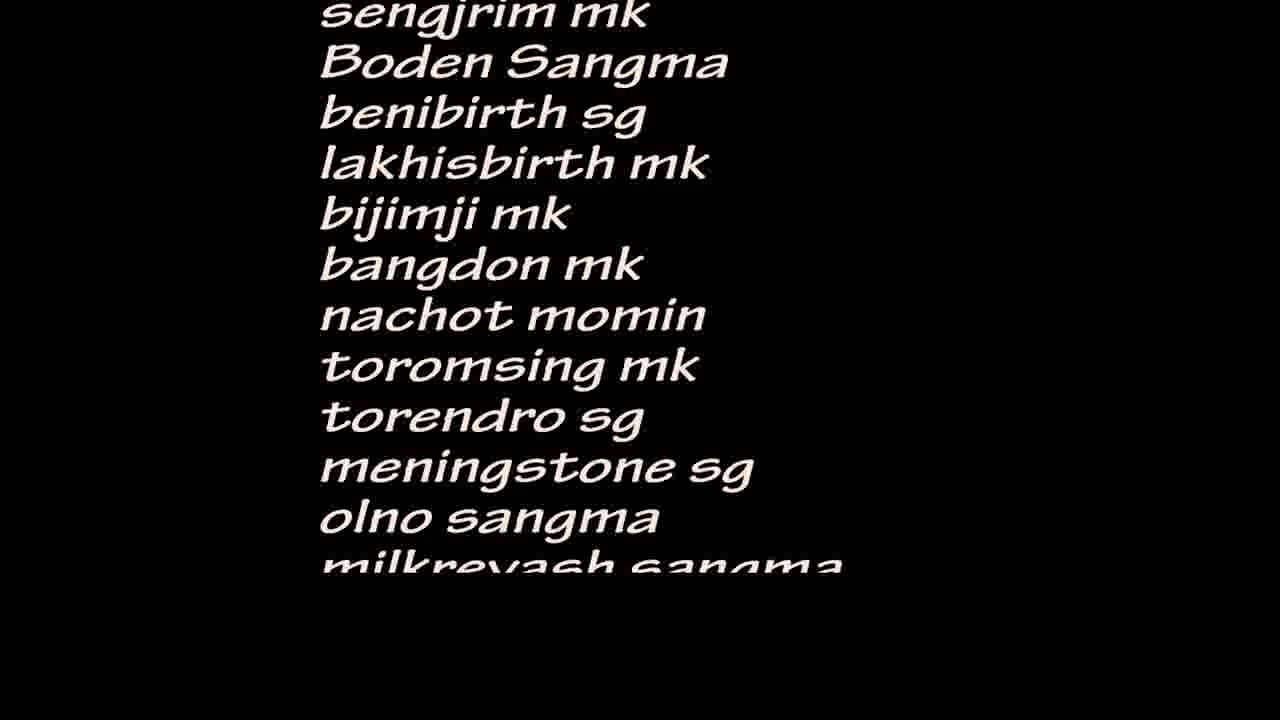 sengjrim mk
Boden Sangma
benibirth sg
lakhisbirth mk
bijimji mk
bangdon mk
nachot momin
toromsing mk
torendro sg
meningstone sg
olno sangma
sangma